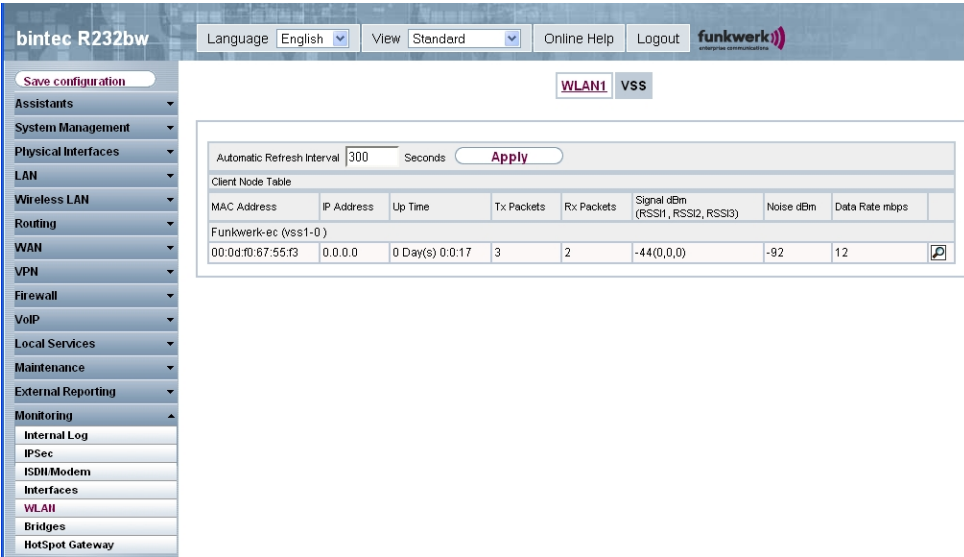 bintec R232bw
Language English View Standard Online Help Logout funkwerk
enterprise communications
Save configuration
Assistants
System Management
Physical Interfaces
LAN
Wireless LAN
Routing
WAN
VPN
Firewall
VoIP
Local Services
Maintenance
External Reporting
Monitoring
Internal Log
IPSec
ISDN/Modem
Interfaces
WLAN
Bridges
HotSpot Gateway
WLAN1 VSS
Automatic Refresh Interval 300 Seconds Apply
Client Node Table
MAC Address IP Address Up Time Tx Packets Rx Packets Signal dBm (RSSI1, RSSI2, RSSI3) Noise dBm Data Rate mbps
Funkwerk-ec (vss1-0 )
00:0d:f0:67:55:f3 0.0.0.0 0 Day(s) 0:0:17 3 2 -44(0,0,0) -92 12